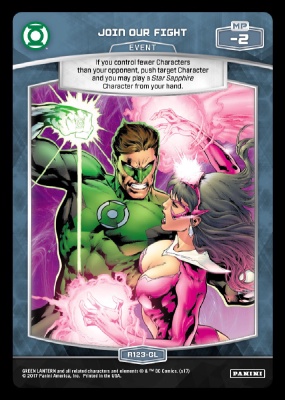 JOIN OUR FIGHT
MP
-2
EVENT
If you control fewer Characters
than your opponent, push target Character
and you may play a Star Sapphire
Character from your hand.
A123-GL
GREEN LANTERN and all related characters and elements © & ™ DC Comics. (s17)
© 2017 Panini America, Inc. Printed in the USA.
PANINI